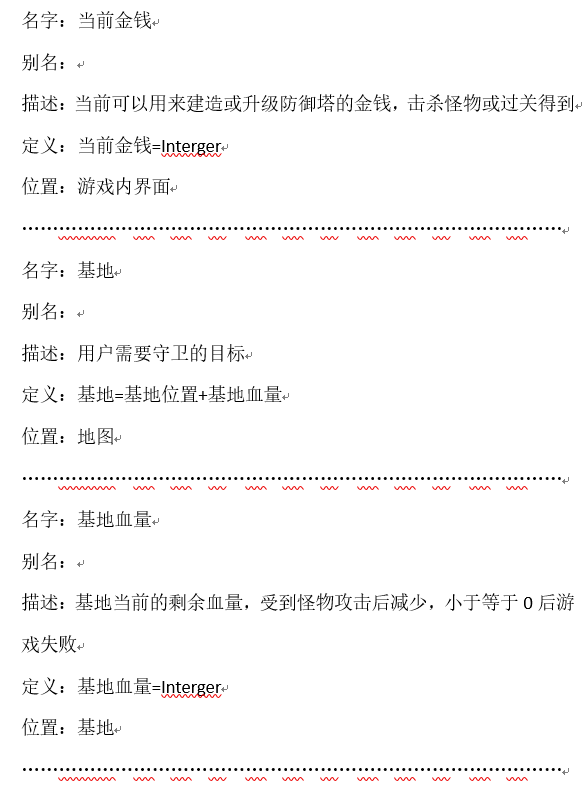 名字：当前金钱
别名：
描述：当前可以用来建造或升级防御塔的金钱，击杀怪物或过关得到
定义：当前金钱=Interger
位置：游戏内界面
……………………………………………………………………………
名字：基地
别名：
描述：用户需要守卫的目标
定义：基地=基地位置+基地血量
位置：地图
……………………………………………………………………………
名字：基地血量
别名：
描述：基地当前的剩余血量，受到怪物攻击后减少，小于等于 0 后游
戏失败
定义：基地血量=Interger
位置：基地
……………………………………………………………………………